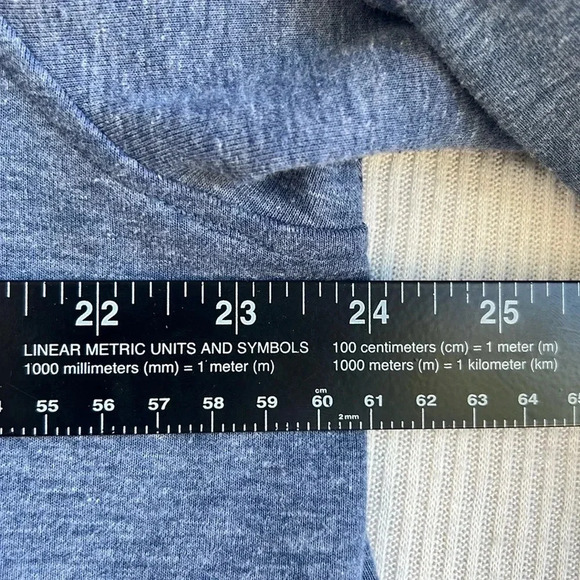 22 23 24 25
LINEAR METRIC UNITS AND SYMBOLS 100 centimeters (cm) = 1 meter (m)
1000 millimeters (mm) = 1 meter (m) 1000 meters (m) = 1 kilometer (km)
cm
55 56 57 58 59 60 61 62 63 64
2 mm